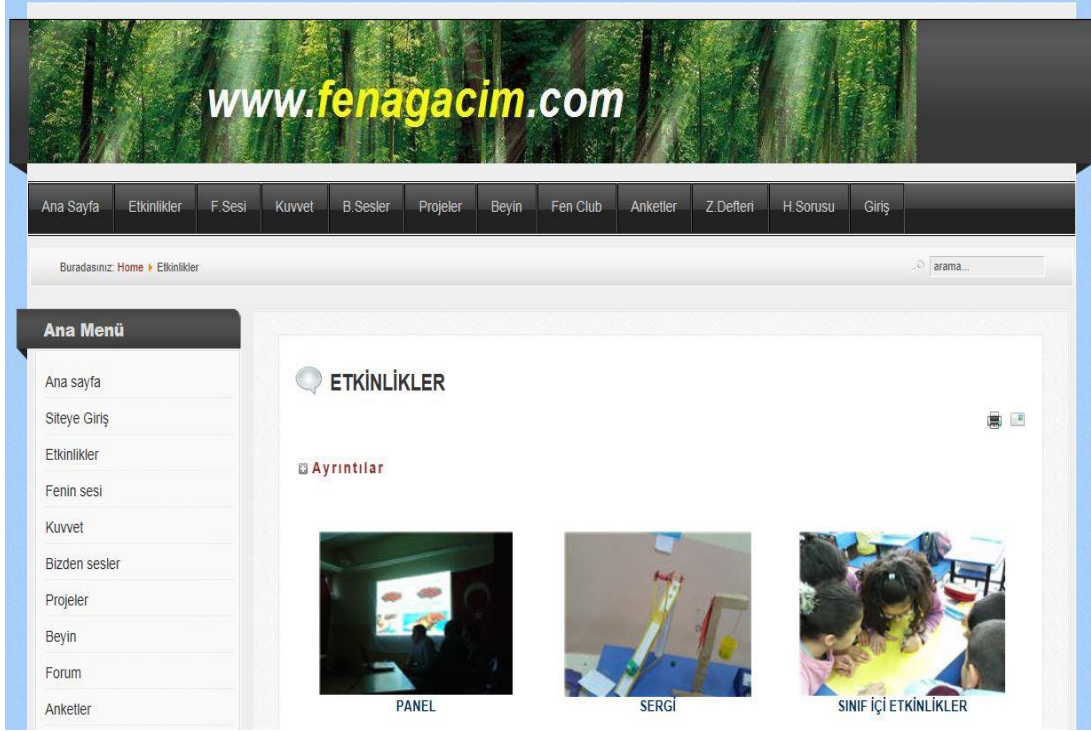 www.fenagacim.com
Ana Sayfa Etkinlikler F.Sesi Kuvvet B.Sesler Projeler Beyin Fen Club Anketler Z.Defteri H.Sorusu Giriş
Buradasınız: Home Etkinlikler arama...
Ana Menü
Ana sayfa
Siteye Giriş
Etkinlikler
Fenin sesi
Kuvvet
Bizden sesler
Projeler
Beyin
Forum
Anketler
ETKİNLİKLER
Ayrıntılar
PANEL SERGİ SINIF İÇİ ETKİNLİKLER